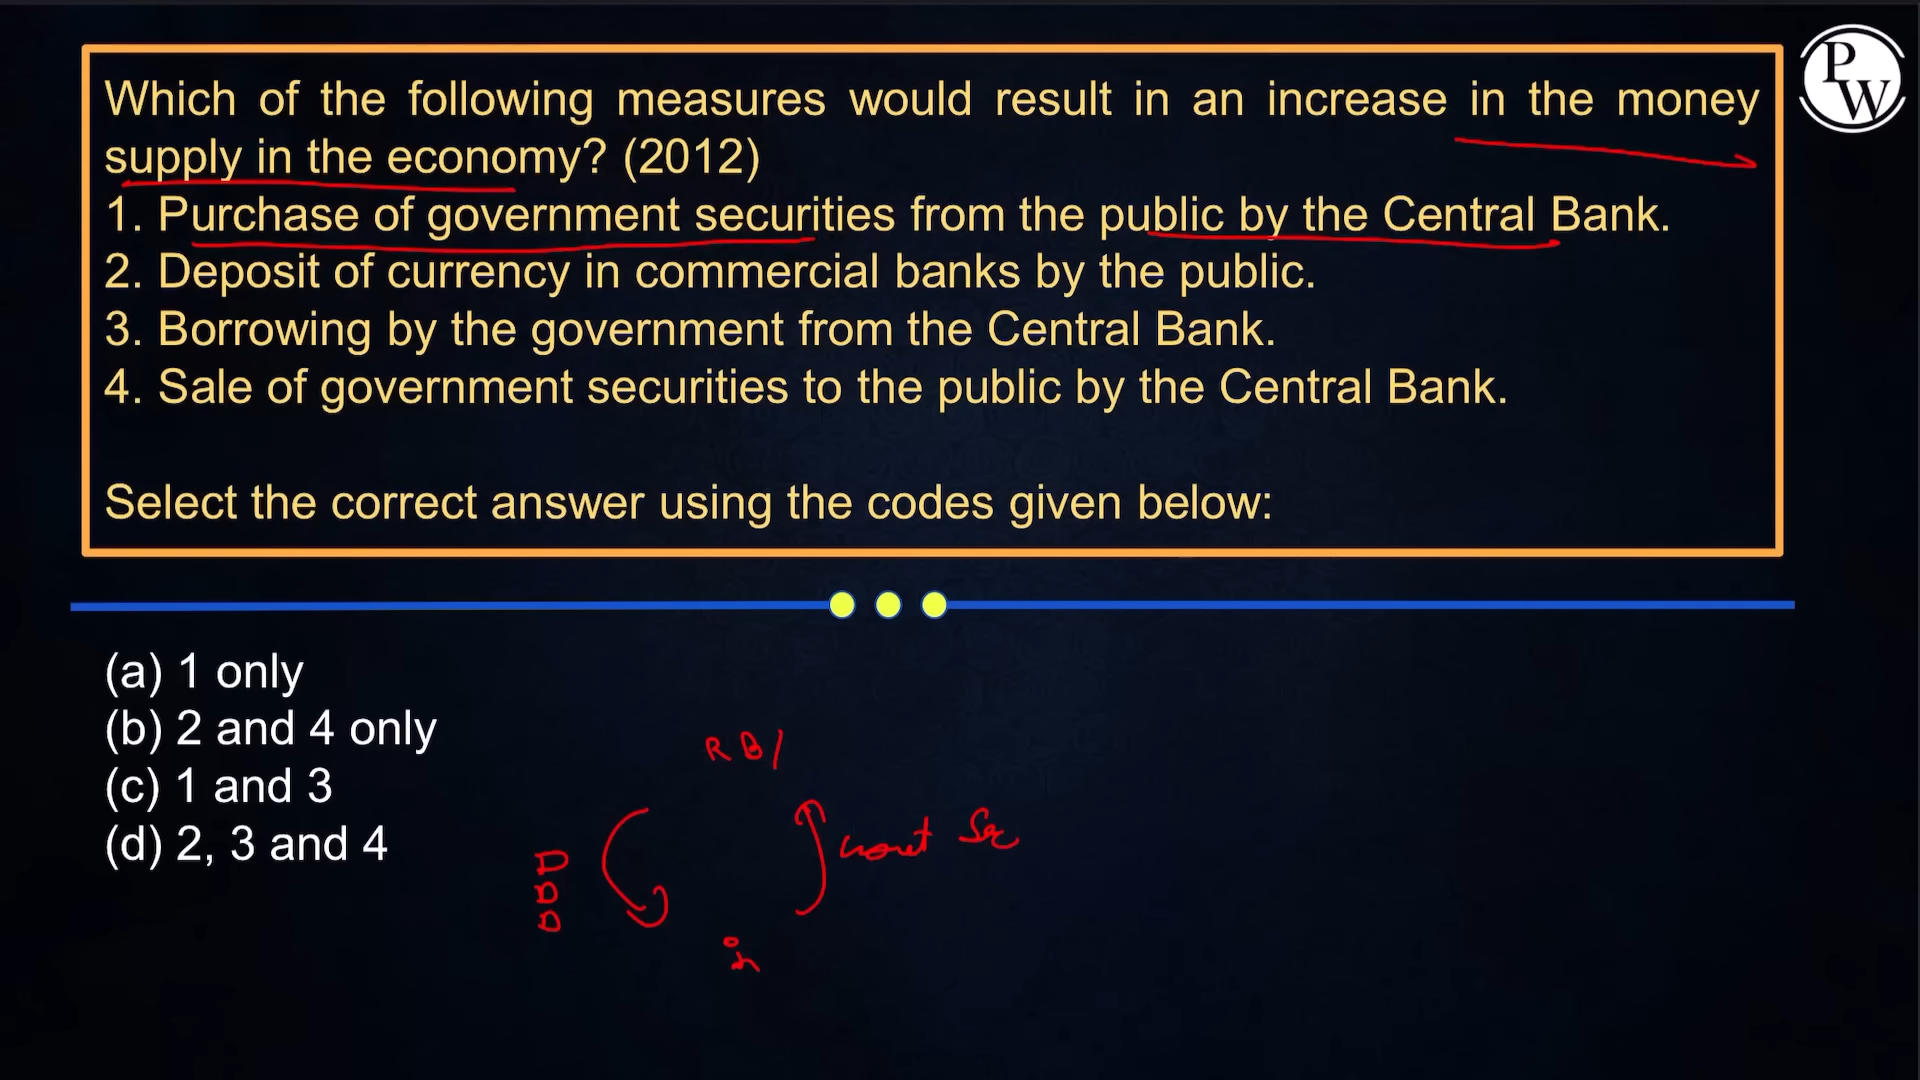 Which of the following measures would result in an increase in the money
supply in the economy? (2012)
1. Purchase of government securities from the public by the Central Bank.
2. Deposit of currency in commercial banks by the public.
3. Borrowing by the government from the Central Bank.
4. Sale of government securities to the public by the Central Bank.
Select the correct answer using the codes given below:
(a) 1 only
(b) 2 and 4 only
(c) 1 and 3
(d) 2, 3 and 4
RBI
Sec
PW